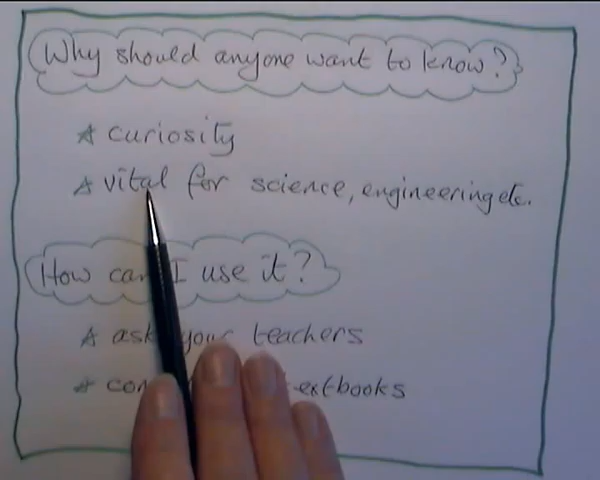 Why should anyone want to know?
curiosity
vital for science, engineering etc.
How can I use it?
ask your teachers
textbooks